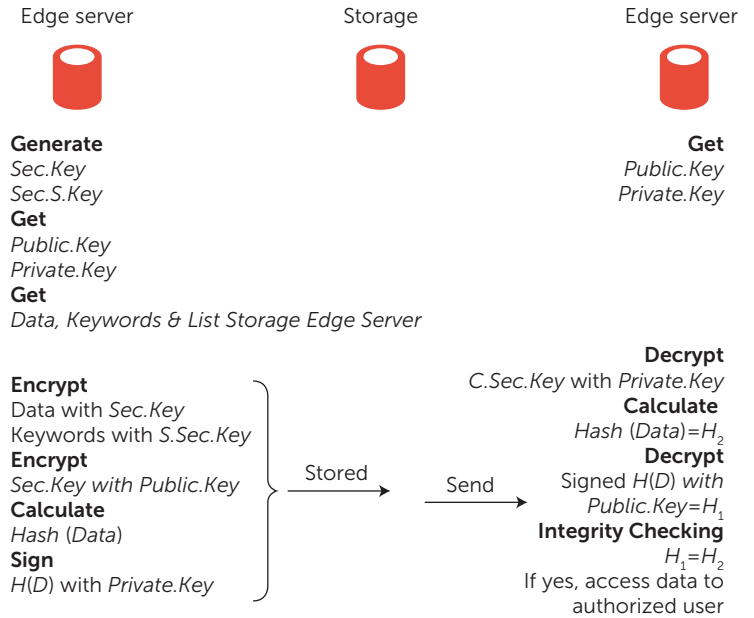 Edge server
Storage
Edge server
Generate
Sec.Key
Sec.S.Key
Get
Public.Key
Private.Key
Get
Data, Keywords & List Storage Edge Server
Get
Public.Key
Private.Key
Encrypt
Data with Sec.Key
Keywords with S.Sec.Key
Encrypt
Sec.Key with Public.Key
Calculate
Hash (Data)
Sign
H(D) with Private.Key
Stored
Send
Decrypt
C.Sec.Key with Private.Key
Calculate
Hash (Data)=H₂
Decrypt
Signed H(D) with
Public.Key=H₁
Integrity Checking
H₁=H₂
If yes, access data to
authorized user